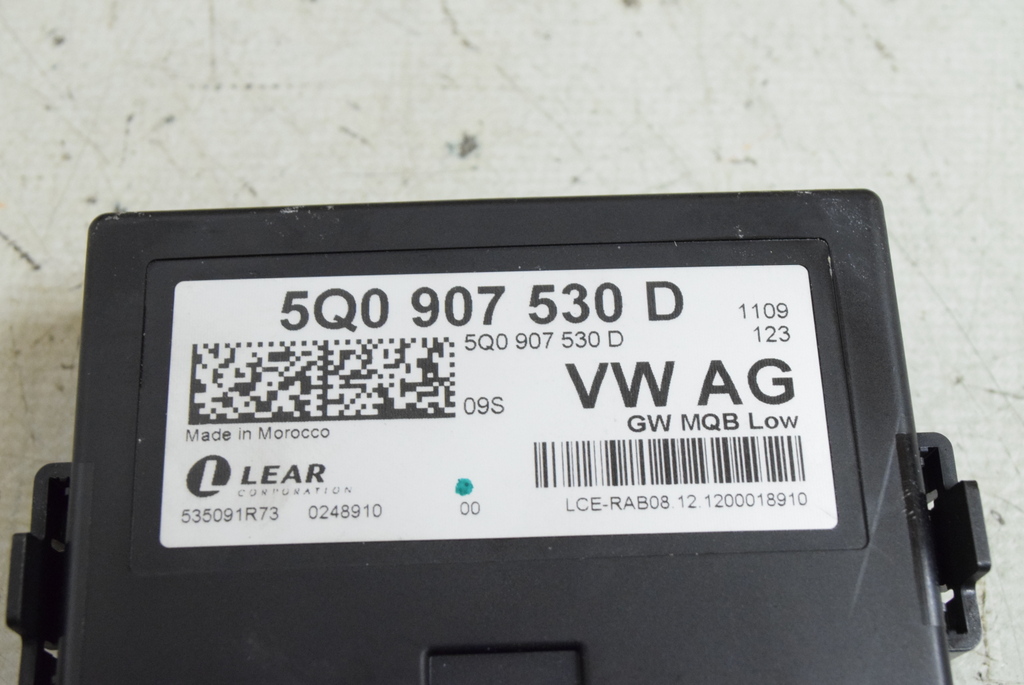 5Q0 907 530 D
1109
5Q0 907 530 D
123
VW AG
09S
GW MQB Low
Made in Morocco
LEAR
CORPORATION
535091R73 0248910 00
LCE-RAB08.12.1200018910